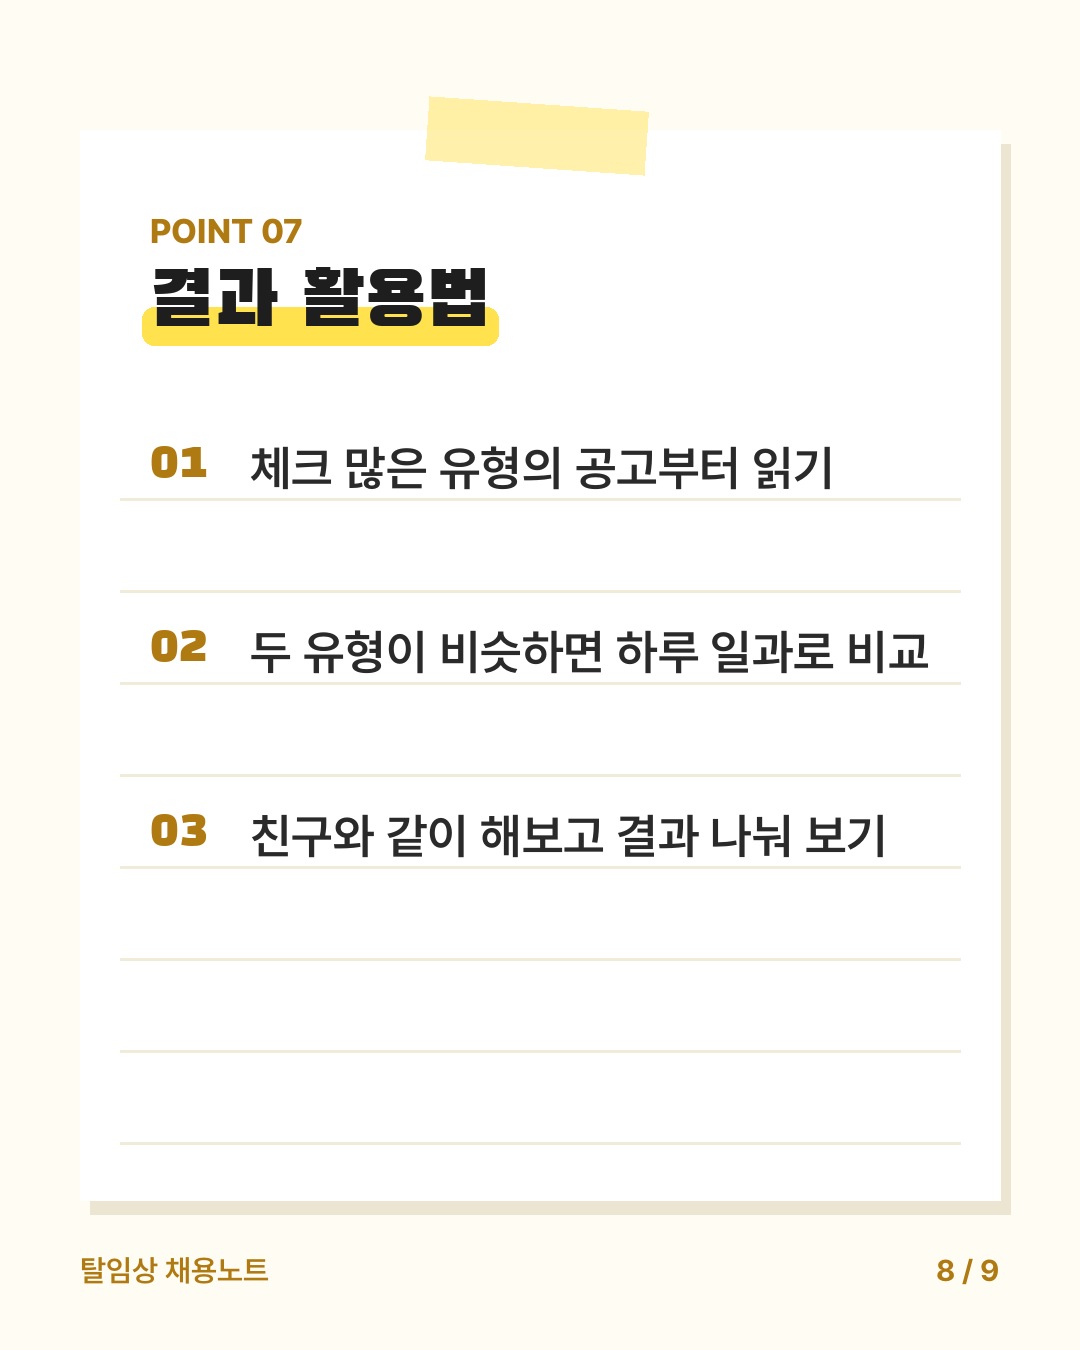 POINT 07
결과 활용법
01 체크 많은 유형의 공고부터 읽기
02 두 유형이 비슷하면 하루 일과로 비교
03 친구와 같이 해보고 결과 나눠 보기
탈임상 채용노트
8 / 9